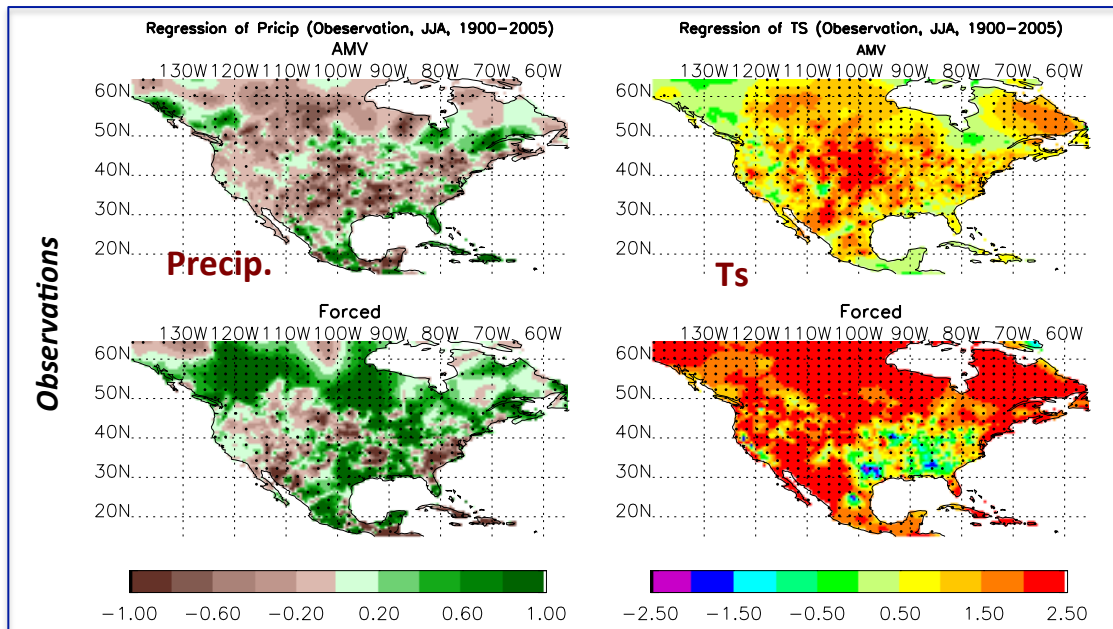 Regression of Pricip (Obeservation, JJA, 1900−2005)
AMV
130W 120W 110W 100W 90W 80W 70W 60W
60N
50N
40N
30N
20N
Precip.
Regression of TS (Obeservation, JJA, 1900−2005)
AMV
130W 120W 110W 100W 90W 80W 70W 60W
60N
50N
40N
30N
20N
Ts
Observations
Forced
130W 120W 110W 100W 90W 80W 70W 60W
60N
50N
40N
30N
20N
Forced
130W 120W 110W 100W 90W 80W 70W 60W
60N
50N
40N
30N
20N
−1.00 −0.60 −0.20 0.20 0.60 1.00
−2.50 −1.50 −0.50 0.50 1.50 2.50